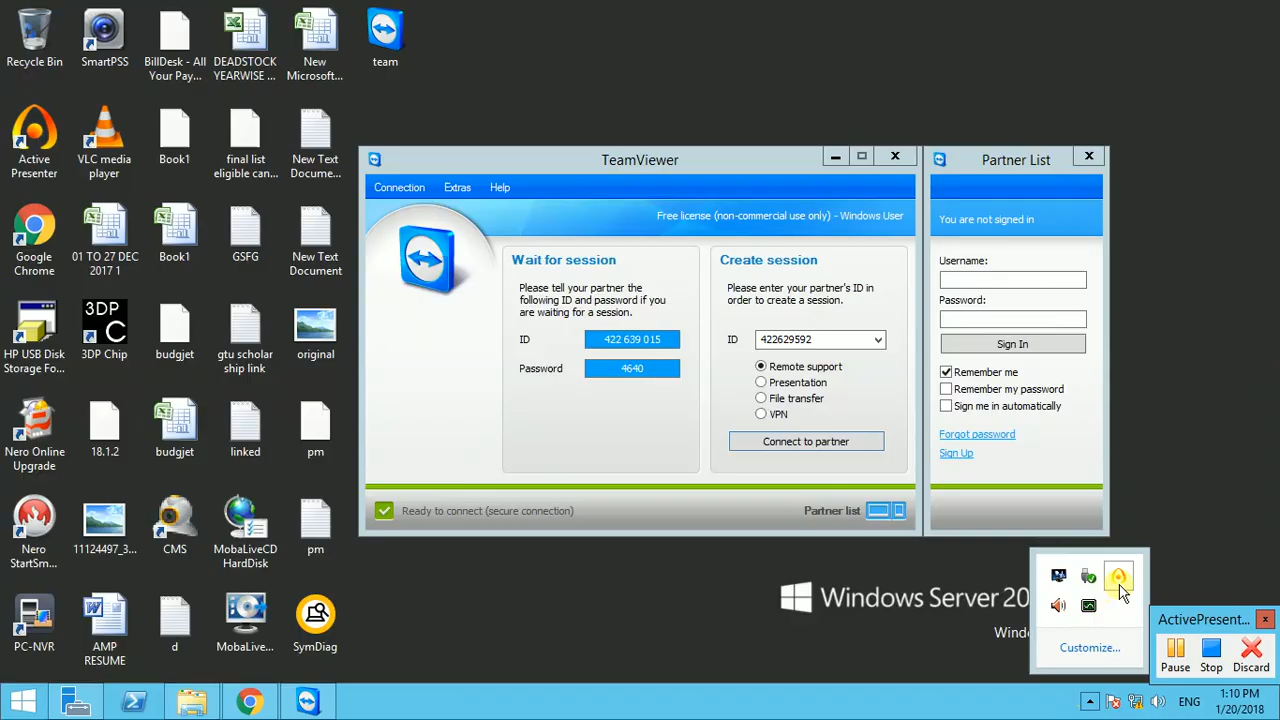 Recycle Bin
SmartPSS
BillDesk - All
Your Pay...
DEADSTOCK
YEARWISE ...
New
Microsoft...
team
Active
Presenter
VLC media
player
Book1
final list
eligible can...
New Text
Docume...
Google
Chrome
01 TO 27 DEC
2017 1
Book1
GSFG
New Text
Document
HP USB Disk
Storage Fo...
3DP
C
3DP Chip
budgjet
gtu scholar
ship link
original
Nero Online
Upgrade
18.1.2
budgjet
linked
pm
Nero
StartSm...
11124497_3...
CMS
MobaLiveCD
HardDisk
pm
PC-NVR
AMP
RESUME
d
MobaLive...
SymDiag
TeamViewer
Connection Extras Help
Free license (non-commercial use only) - Windows User
Wait for session
Please tell your partner the
following ID and password if you
are waiting for a session.
ID 422 639 015
Password 4640
Create session
Please enter your partner's ID in
order to create a session.
ID 422629592
Remote support
Presentation
File transfer
VPN
Connect to partner
Ready to connect (secure connection)
Partner list
Partner List
You are not signed in
Username:
Password:
Sign In
Remember me
Remember my password
Sign me in automatically
Forgot password
Sign Up
Windows Server 20
Windo
Customize...
ActivePresent...
Pause Stop Discard
ENG
1:10 PM
1/20/2018